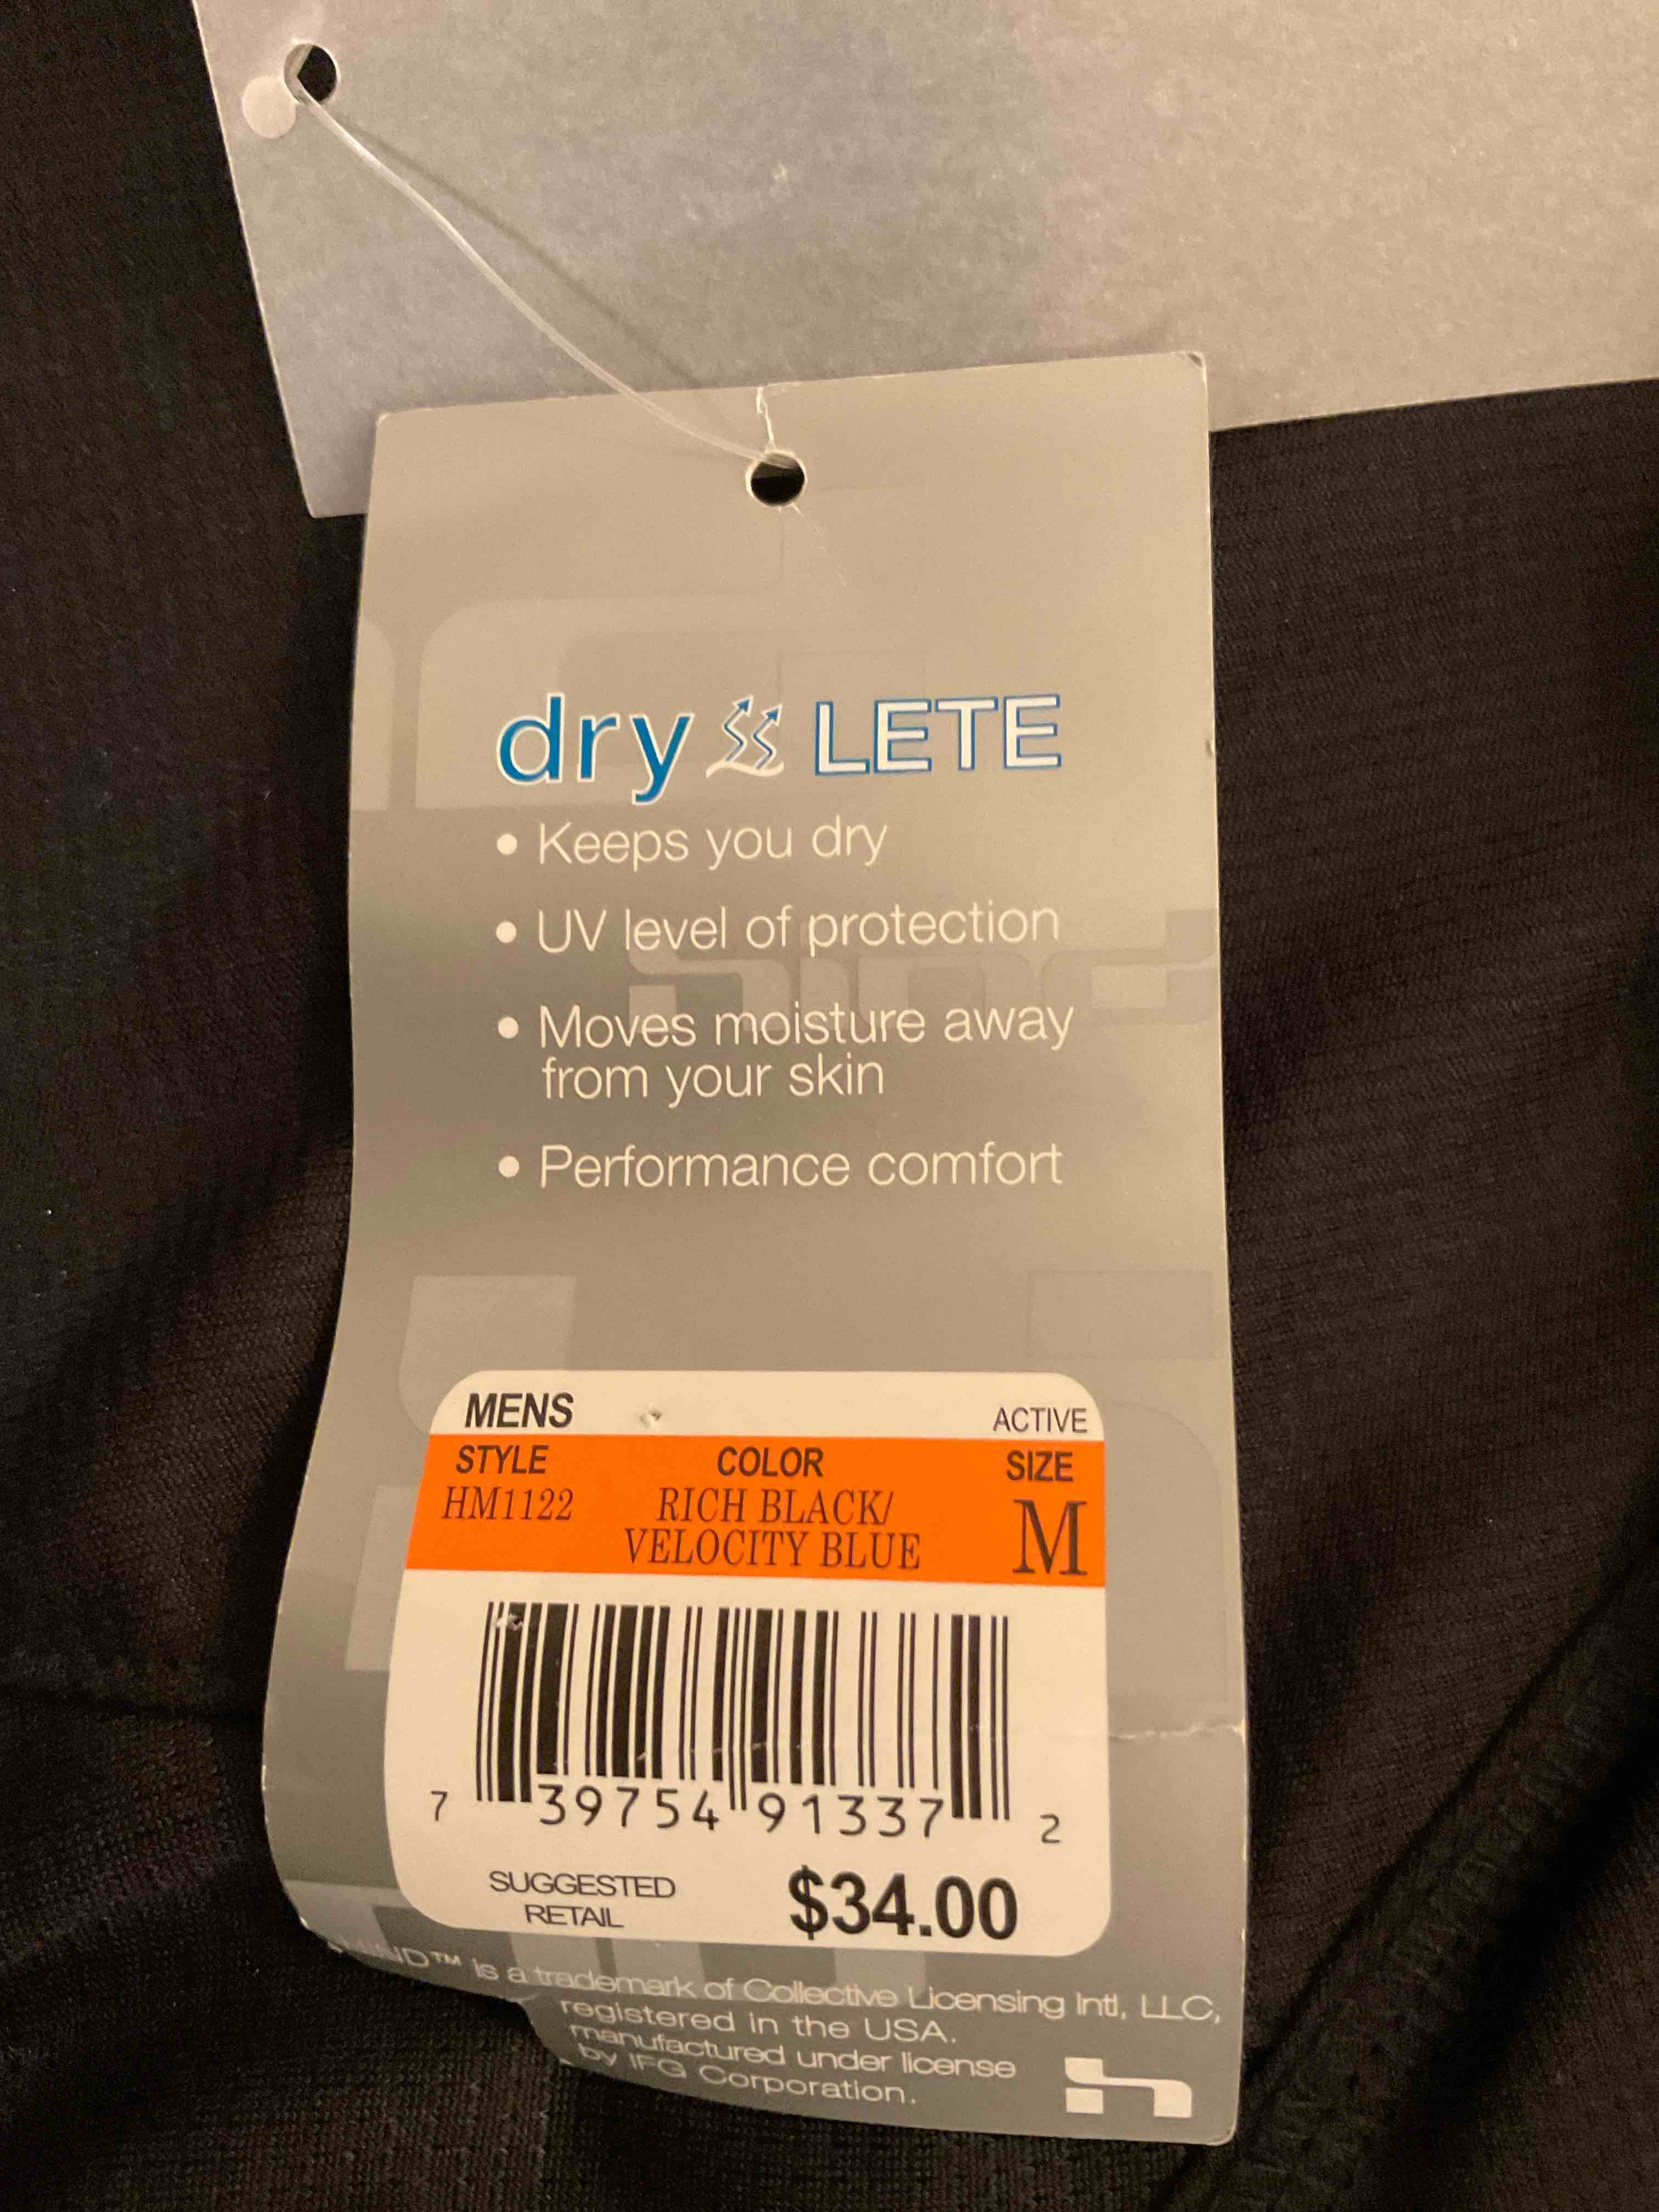 dry LETE
• Keeps you dry
• UV level of protection
• Moves moisture away
from your skin
• Performance comfort
MENS ACTIVE
STYLE COLOR SIZE
HM1122 RICH BLACK/ M
VELOCITY BLUE
7 39754 91337 2
SUGGESTED $34.00
RETAIL
is a trademark of Collective Licensing Intl, LLC,
registered in the USA.
manufactured under license
by IFG Corporation.